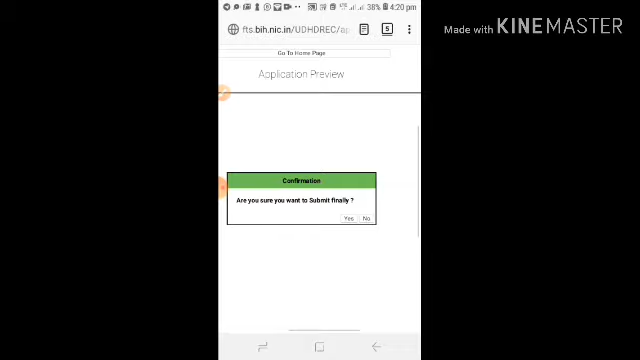 38% 4:20 pm
fts.bih.nic.in/UDHDREC/ap
5
Made with KINEMASTER
Go To Home Page
Application Preview
Confirmation
Are you sure you want to Submit finally ?
Yes No